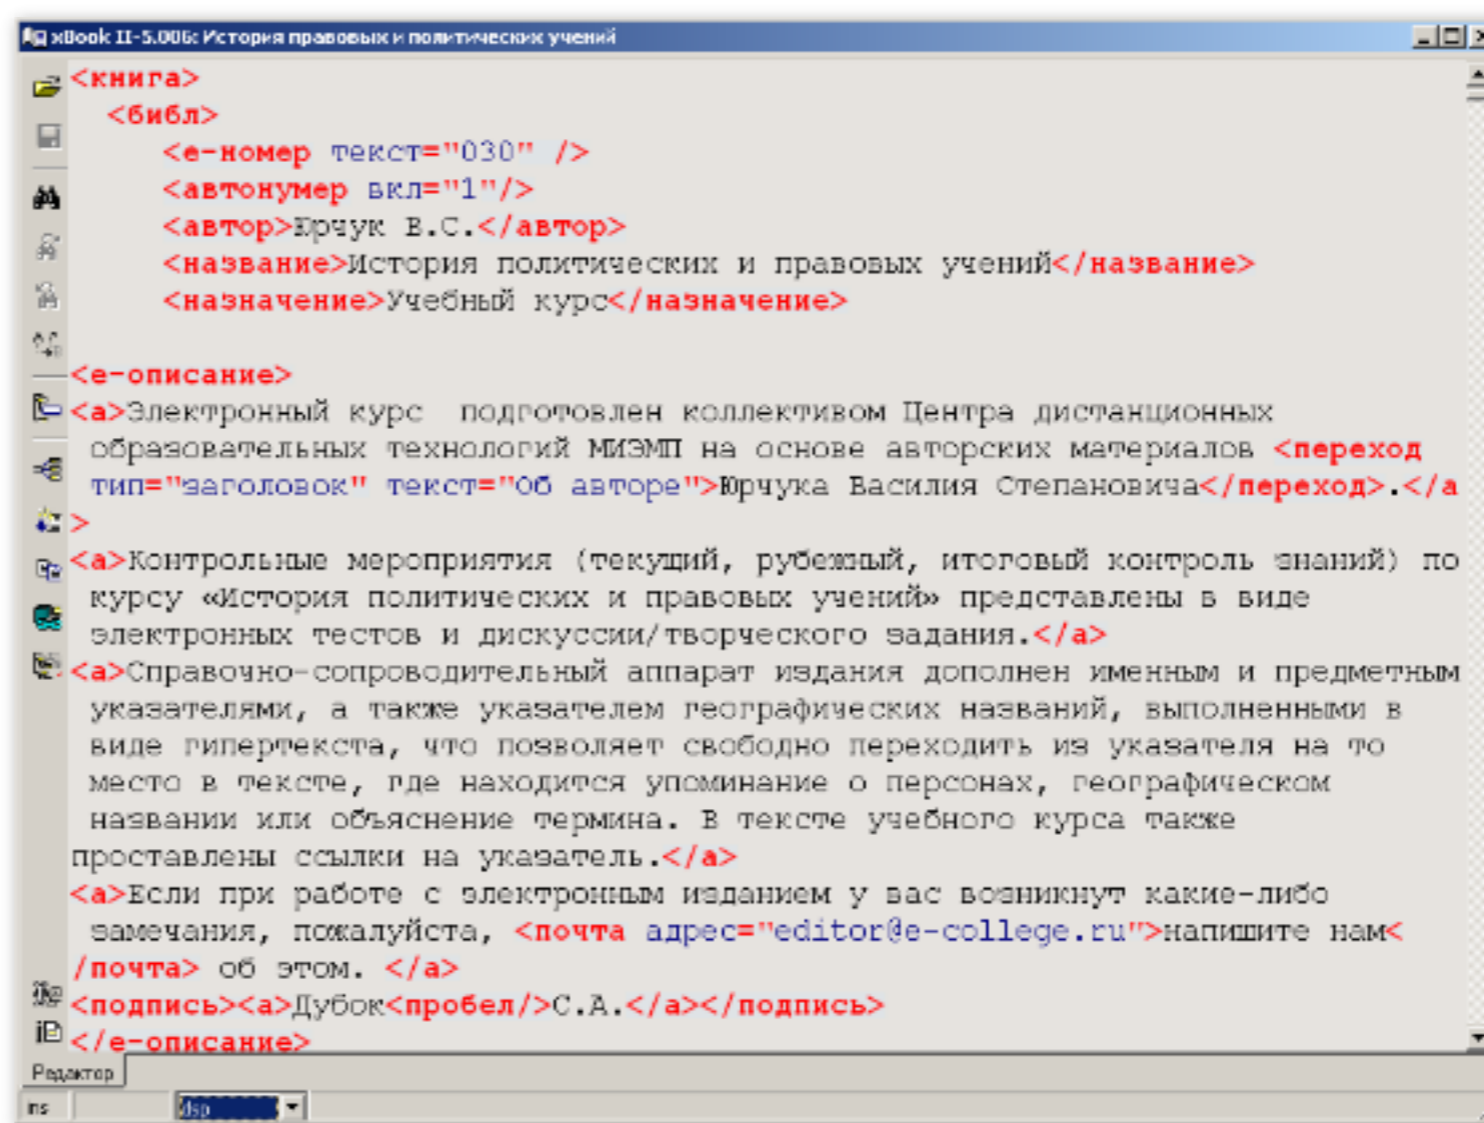 xBook II-5.006: История правовых и политических учений
<книга>
<библ>
<е-номер текст="030" />
<автонумер вкл="1"/>
<автор>Юрчук В.С.</автор>
<название>История политических и правовых учений</название>
<назначение>Учебный курс</назначение>
<е-описание>
<а>Электронный курс  подготовлен коллективом Центра дистанционных
образовательных технологий МИЭМП на основе авторских материалов <переход
тип="заголовок" текст="Об авторе">Юрчука Василия Степановича</переход>.</а
>
<а>Контрольные мероприятия (текущий, рубежный, итоговый контроль знаний) по
курсу «История политических и правовых учений» представлены в виде
электронных тестов и дискуссии/творческого задания.</а>
<а>Справочно-сопроводительный аппарат издания дополнен именным и предметным
указателями, а также указателем географических названий, выполненными в
виде гипертекста, что позволяет свободно переходить из указателя на то
место в тексте, где находится упоминание о персонах, географическом
названии или объяснение термина. В тексте учебного курса также
проставлены ссылки на указатель.</а>
<а>Если при работе с электронным изданием у вас возникнут какие-либо
замечания, пожалуйста, <почта адрес="editor@e-college.ru">напишите нам<
/почта> об этом. </а>
<подпись><а>Дубок<пробел/>С.А.</а></подпись>
</е-описание>
Редактор
ins
dsp